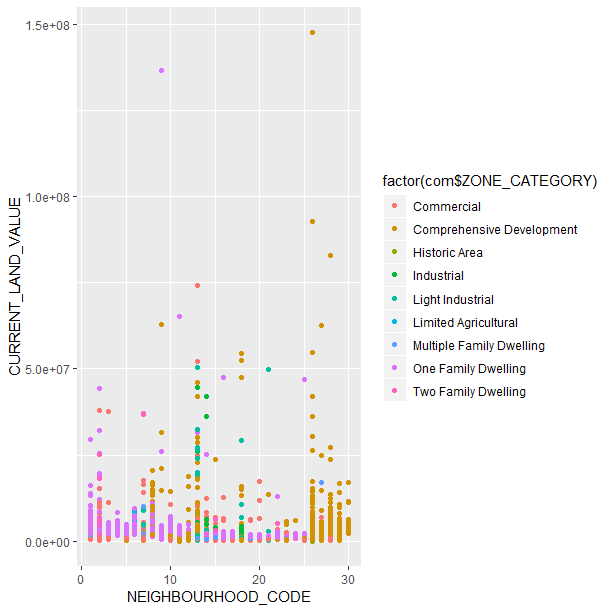 1.5e+08
1.0e+08
5.0e+07
0.0e+00
CURRENT_LAND_VALUE
0
10
20
30
NEIGHBOURHOOD_CODE
factor(com$ZONE_CATEGORY)
Commercial
Comprehensive Development
Historic Area
Industrial
Light Industrial
Limited Agricultural
Multiple Family Dwelling
One Family Dwelling
Two Family Dwelling